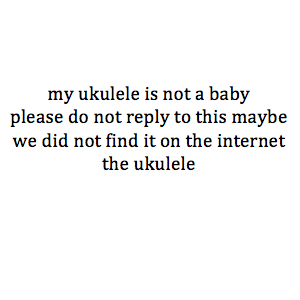 my ukulele is not a baby
please do not reply to this maybe
we did not find it on the internet
the ukulele